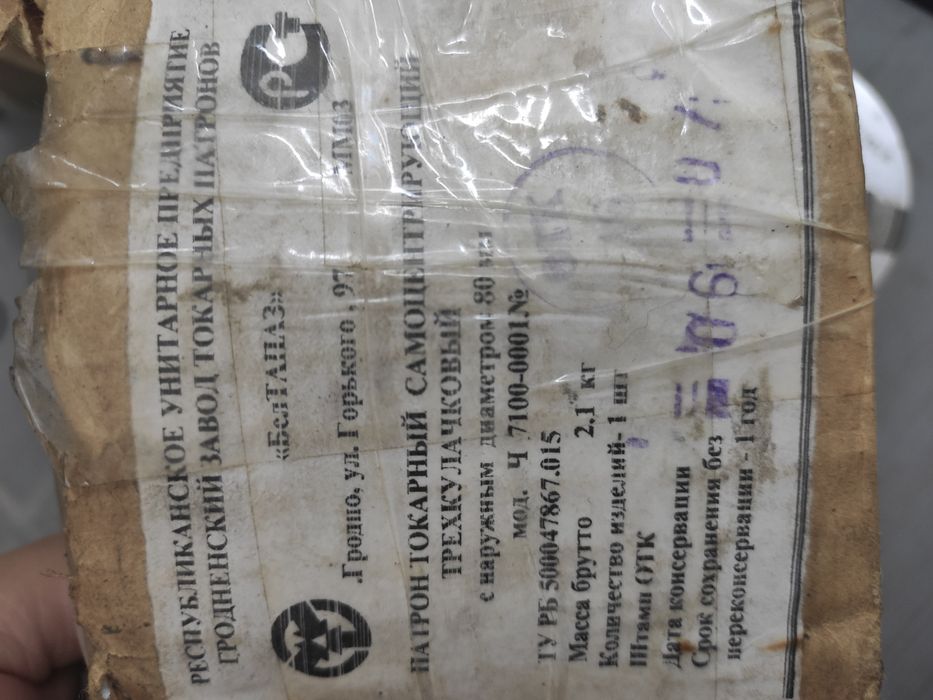 РЕСПУБЛИКАНСКОЕ УНИТАРНОЕ ПРЕДПРИЯТИЕ
ГРОДНЕНСКИЙ ЗАВОД ТОКАРНЫХ ПАТРОНОВ
«БелТАПАЗ»
.Гродно, ул. Горького , 97
ММ03
ПАТРОН ТОКАРНЫЙ САМОЦЕНТРИРУЮЩИЙ
ТРЕХКУЛАЧКОВЫЙ
с наружным диаметром 80 мм
мод. Ч 7100-0001№
ТУ РБ 500047867.015
Масса брутто 2.1 кг
Количество изделий- 1 шт
Штамп ОТК
Дата консервации
Срок сохранения без
переконсервации - 1 год